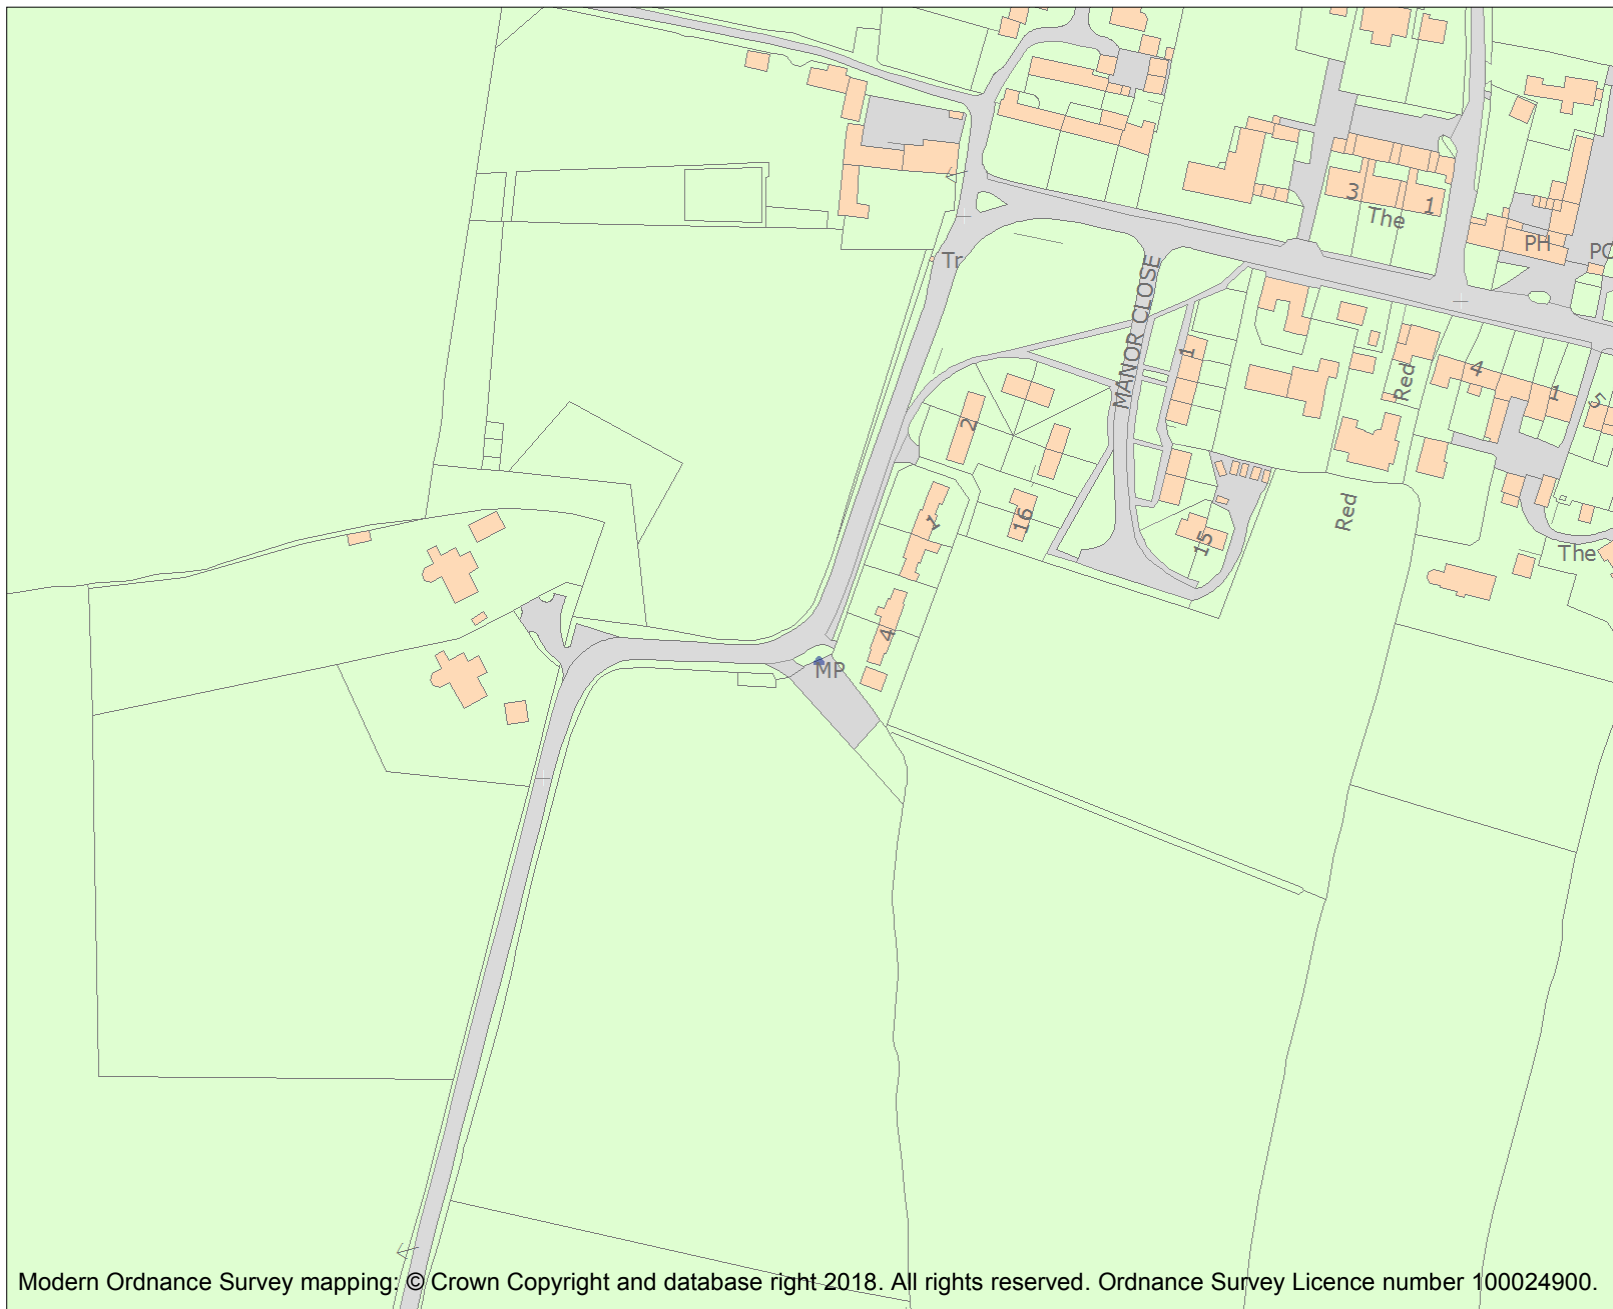 3
1
The
PH
Tr
MANOR CLOSE
1
4
Red
1
5
2
16
1
15
Red
The
4
MP
Modern Ordnance Survey mapping: © Crown Copyright and database right 2018. All rights reserved. Ordnance Survey Licence number 100024900.